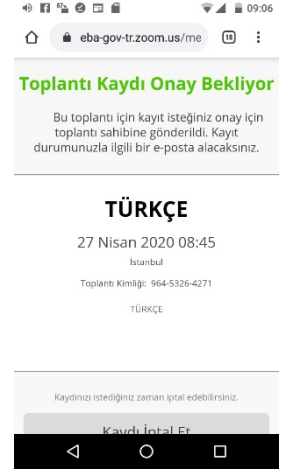 09:06
eba-gov-tr.zoom.us/me
18
Toplantı Kaydı Onay Bekliyor
Bu toplantı için kayıt isteğiniz onay için
toplantı sahibine gönderildi. Kayıt
durumunuzla ilgili bir e-posta alacaksınız.
TÜRKÇE
27 Nisan 2020 08:45
İstanbul
Toplantı Kimliği: 964-5326-4271
TÜRKÇE
Kaydınızı istediğiniz zaman iptal edebilirsiniz.
Kaydı İptal Et